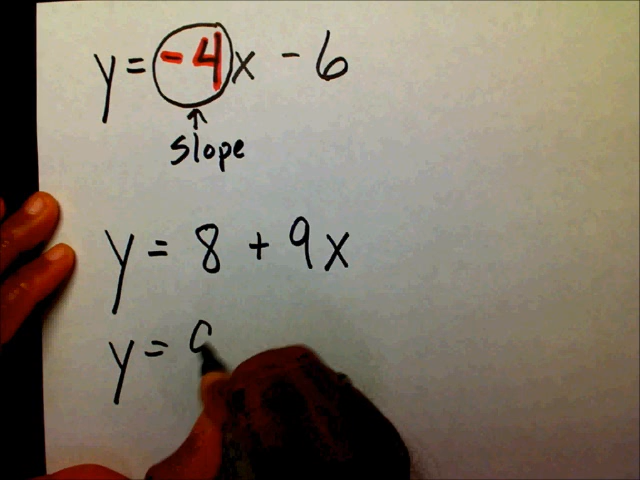 y = -4x - 6
slope
y = 8 + 9x
y =